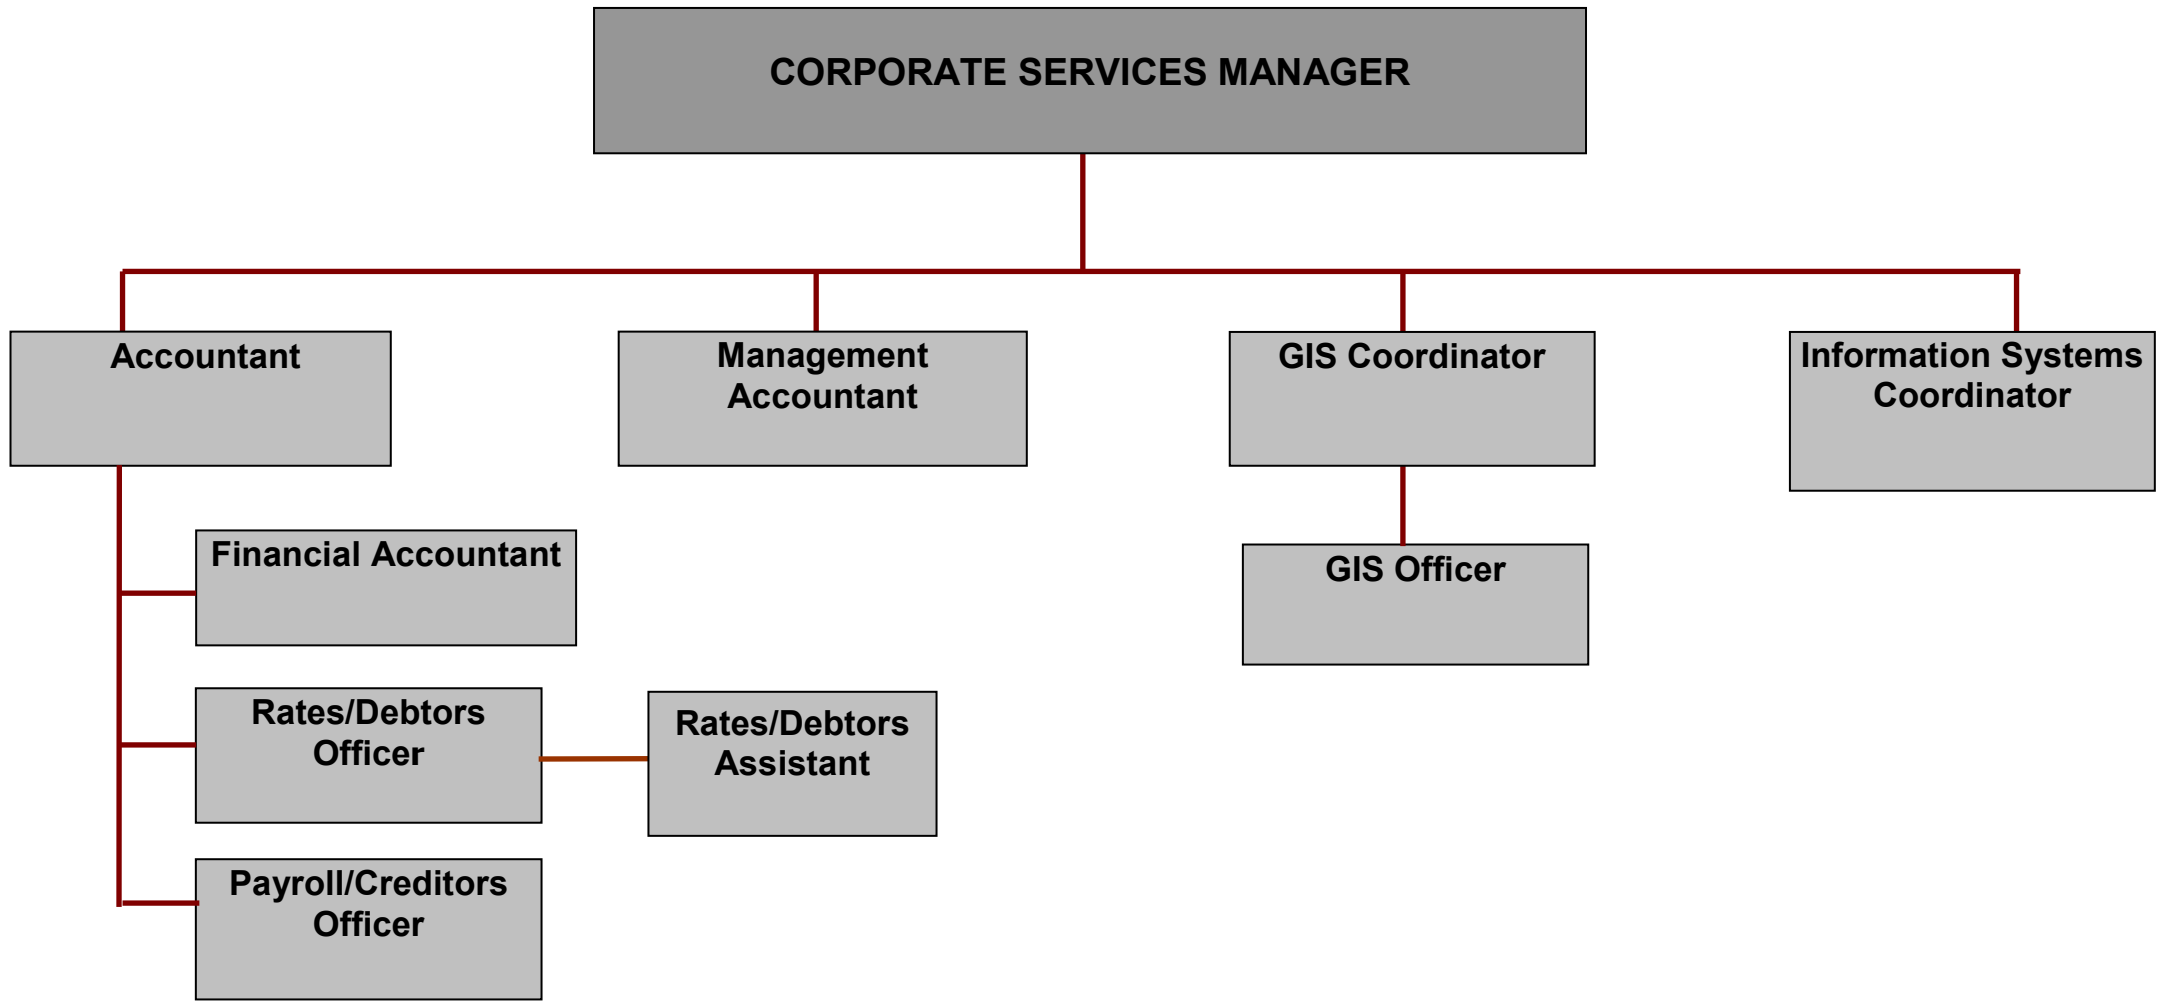 CORPORATE SERVICES MANAGER
Accountant
Management
Accountant
GIS Coordinator
Information Systems
Coordinator
Financial Accountant
GIS Officer
Rates/Debtors
Officer
Rates/Debtors
Assistant
Payroll/Creditors
Officer